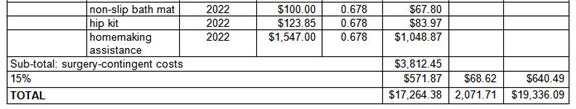 non-slip bath mat 2022 $100.00 0.678 $67.80
hip kit 2022 $123.85 0.678 $83.97
homemaking assistance 2022 $1,547.00 0.678 $1,048.87
Sub-total: surgery-contingent costs $3,812.45
15% $571.87 $68.62 $640.49
TOTAL $17,264.38 2,071.71 $19,336.09